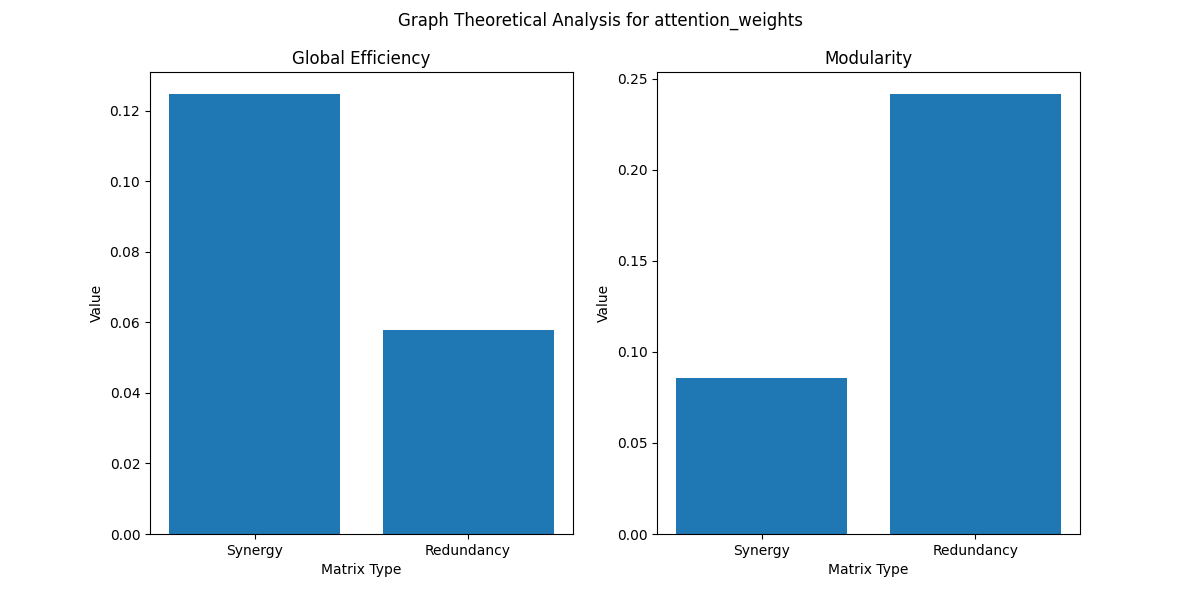 Graph Theoretical Analysis for attention_weights
Global Efficiency
0.12
0.10
0.08
0.06
0.04
0.02
0.00
Value
Synergy Redundancy
Matrix Type
Modularity
0.25
0.20
0.15
0.10
0.05
0.00
Value
Synergy Redundancy
Matrix Type